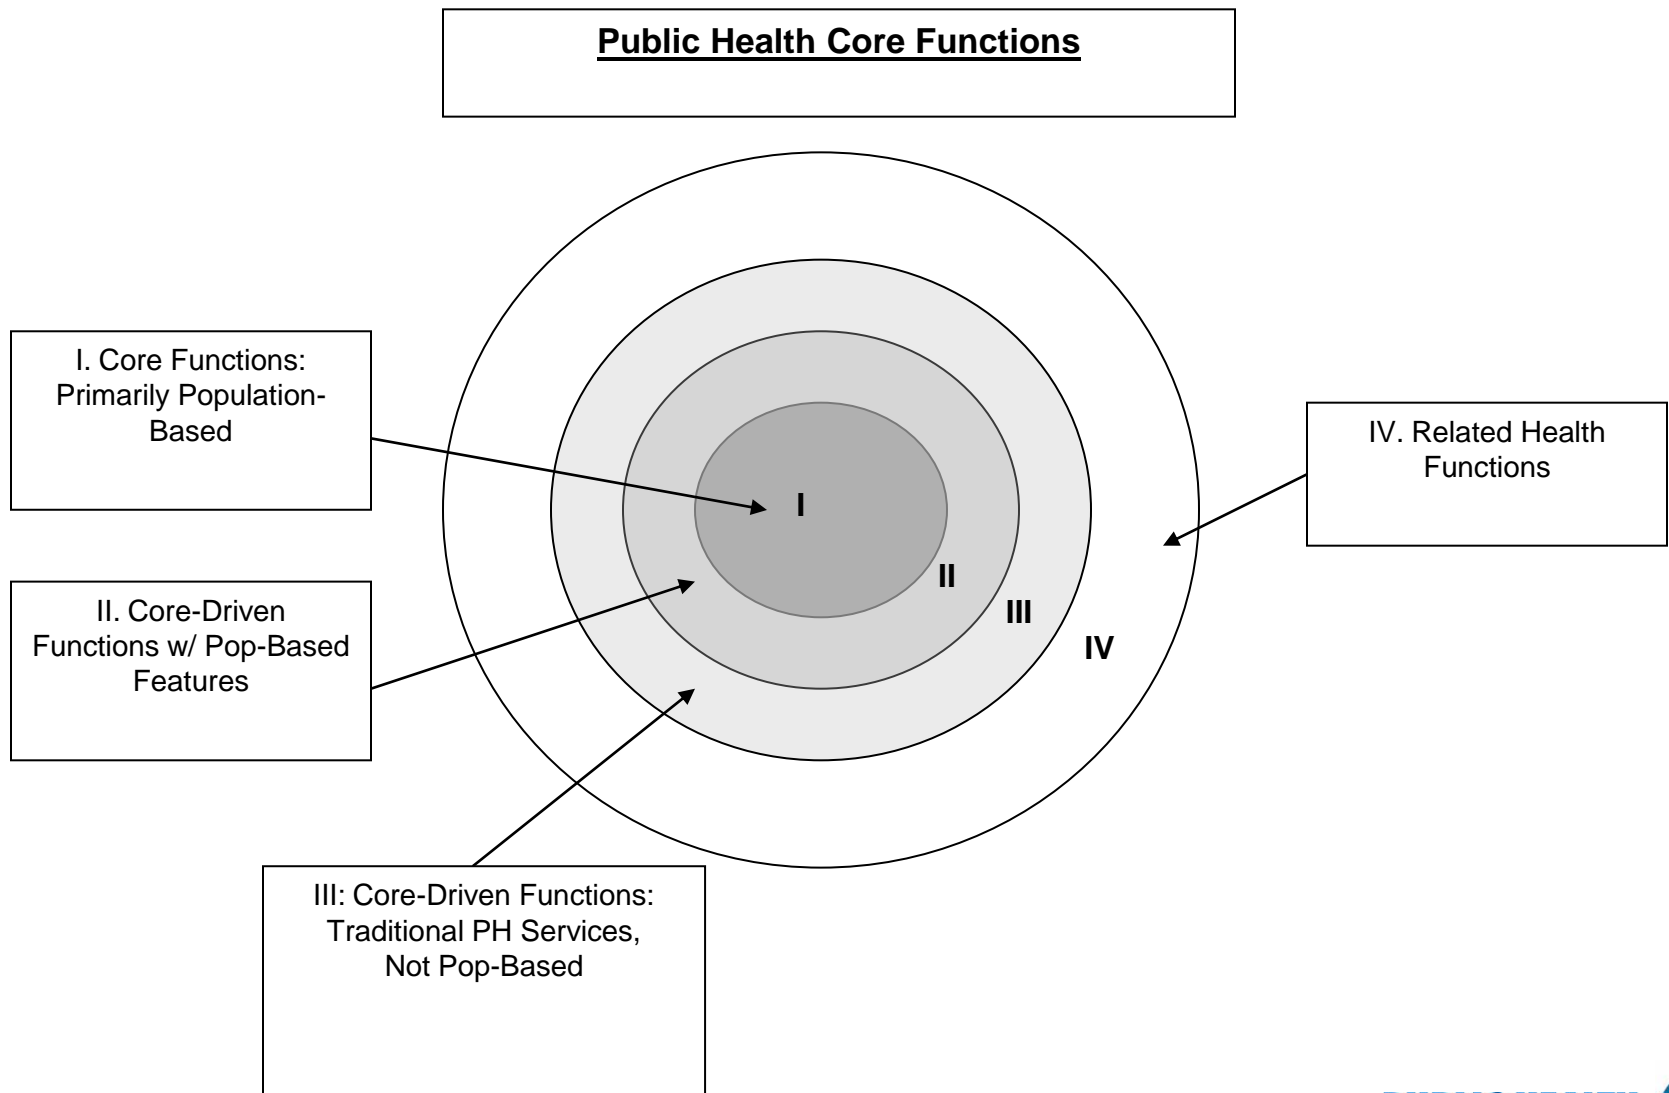 Public Health Core Functions
I. Core Functions:
Primarily Population-
Based
I
IV. Related Health
Functions
II
II. Core-Driven
Functions w/ Pop-Based
Features
III
IV
III: Core-Driven Functions:
Traditional PH Services,
Not Pop-Based